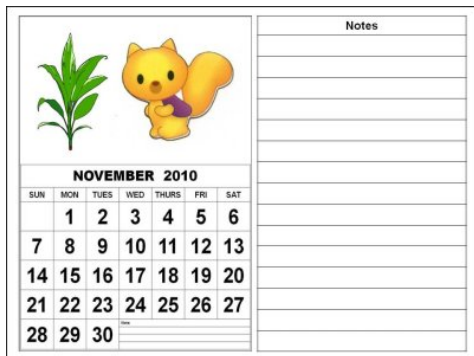 Notes
NOVEMBER 2010
SUN MON TUES WED THURS FRI SAT
1 2 3 4 5 6
7 8 9 10 11 12 13
14 15 16 17 18 19 20
21 22 23 24 25 26 27
28 29 30